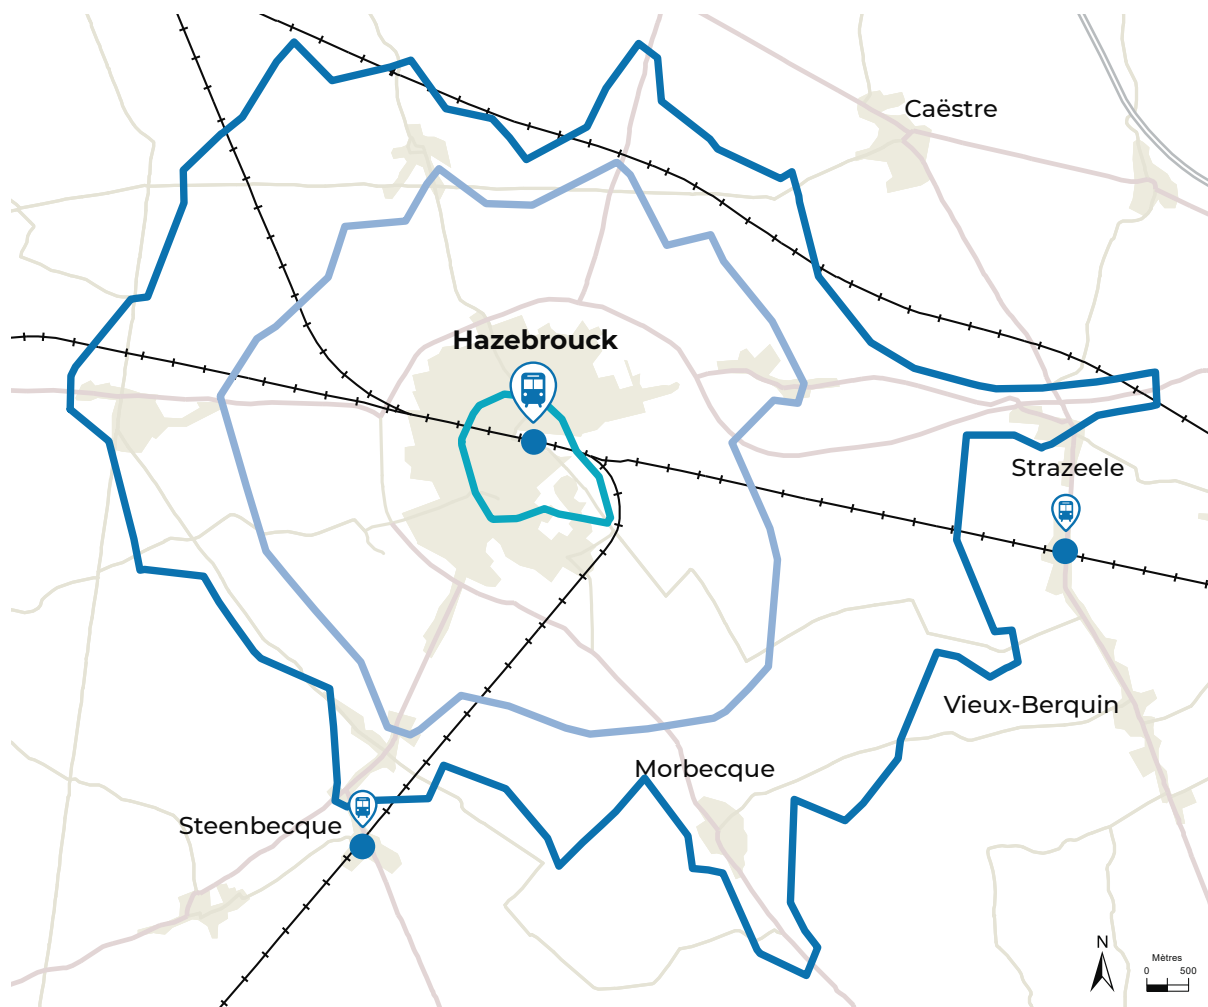 Caëstre
Hazebrouck
Strazeele
Vieux-Berquin
Morbecque
Steenbecque
N
Mètres
0 500